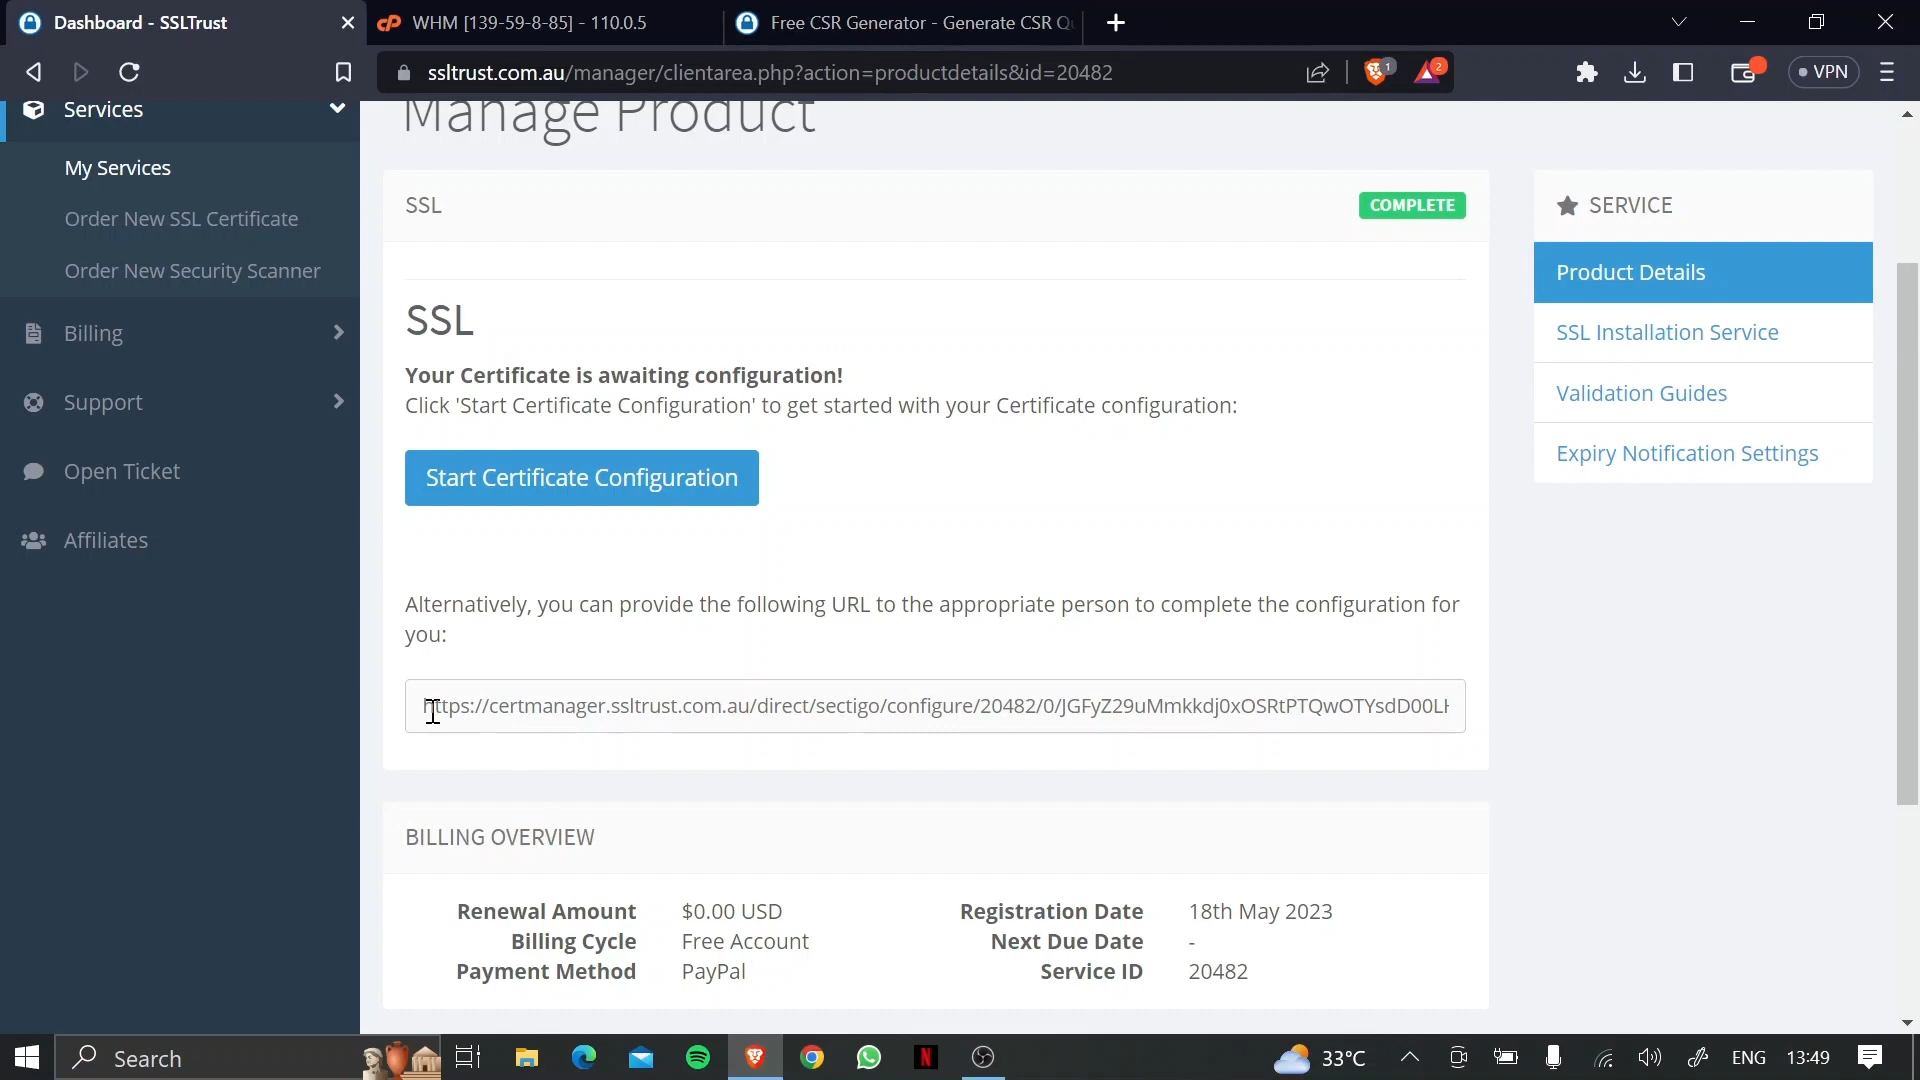 Dashboard - SSLTrust
WHM [139-59-8-85] - 110.0.5
Free CSR Generator - Generate CSR
ssltrust.com.au/manager/clientarea.php?action=productdetails&id=20482
1
2
VPN
Services
My Services
Order New SSL Certificate
Order New Security Scanner
Billing
Support
Open Ticket
Affiliates
Manage Product
SSL
COMPLETE
SSL
Your Certificate is awaiting configuration!
Click 'Start Certificate Configuration' to get started with your Certificate configuration:
Start Certificate Configuration
Alternatively, you can provide the following URL to the appropriate person to complete the configuration for
you:
https://certmanager.ssltrust.com.au/direct/sectigo/configure/20482/0/JGFyZ29uMmkkdj0xOSRtPTQwOTYsdD00L
BILLING OVERVIEW
Renewal Amount $0.00 USD
Billing Cycle Free Account
Payment Method PayPal
Registration Date 18th May 2023
Next Due Date -
Service ID 20482
SERVICE
Product Details
SSL Installation Service
Validation Guides
Expiry Notification Settings
Search
33°C
ENG
13:49